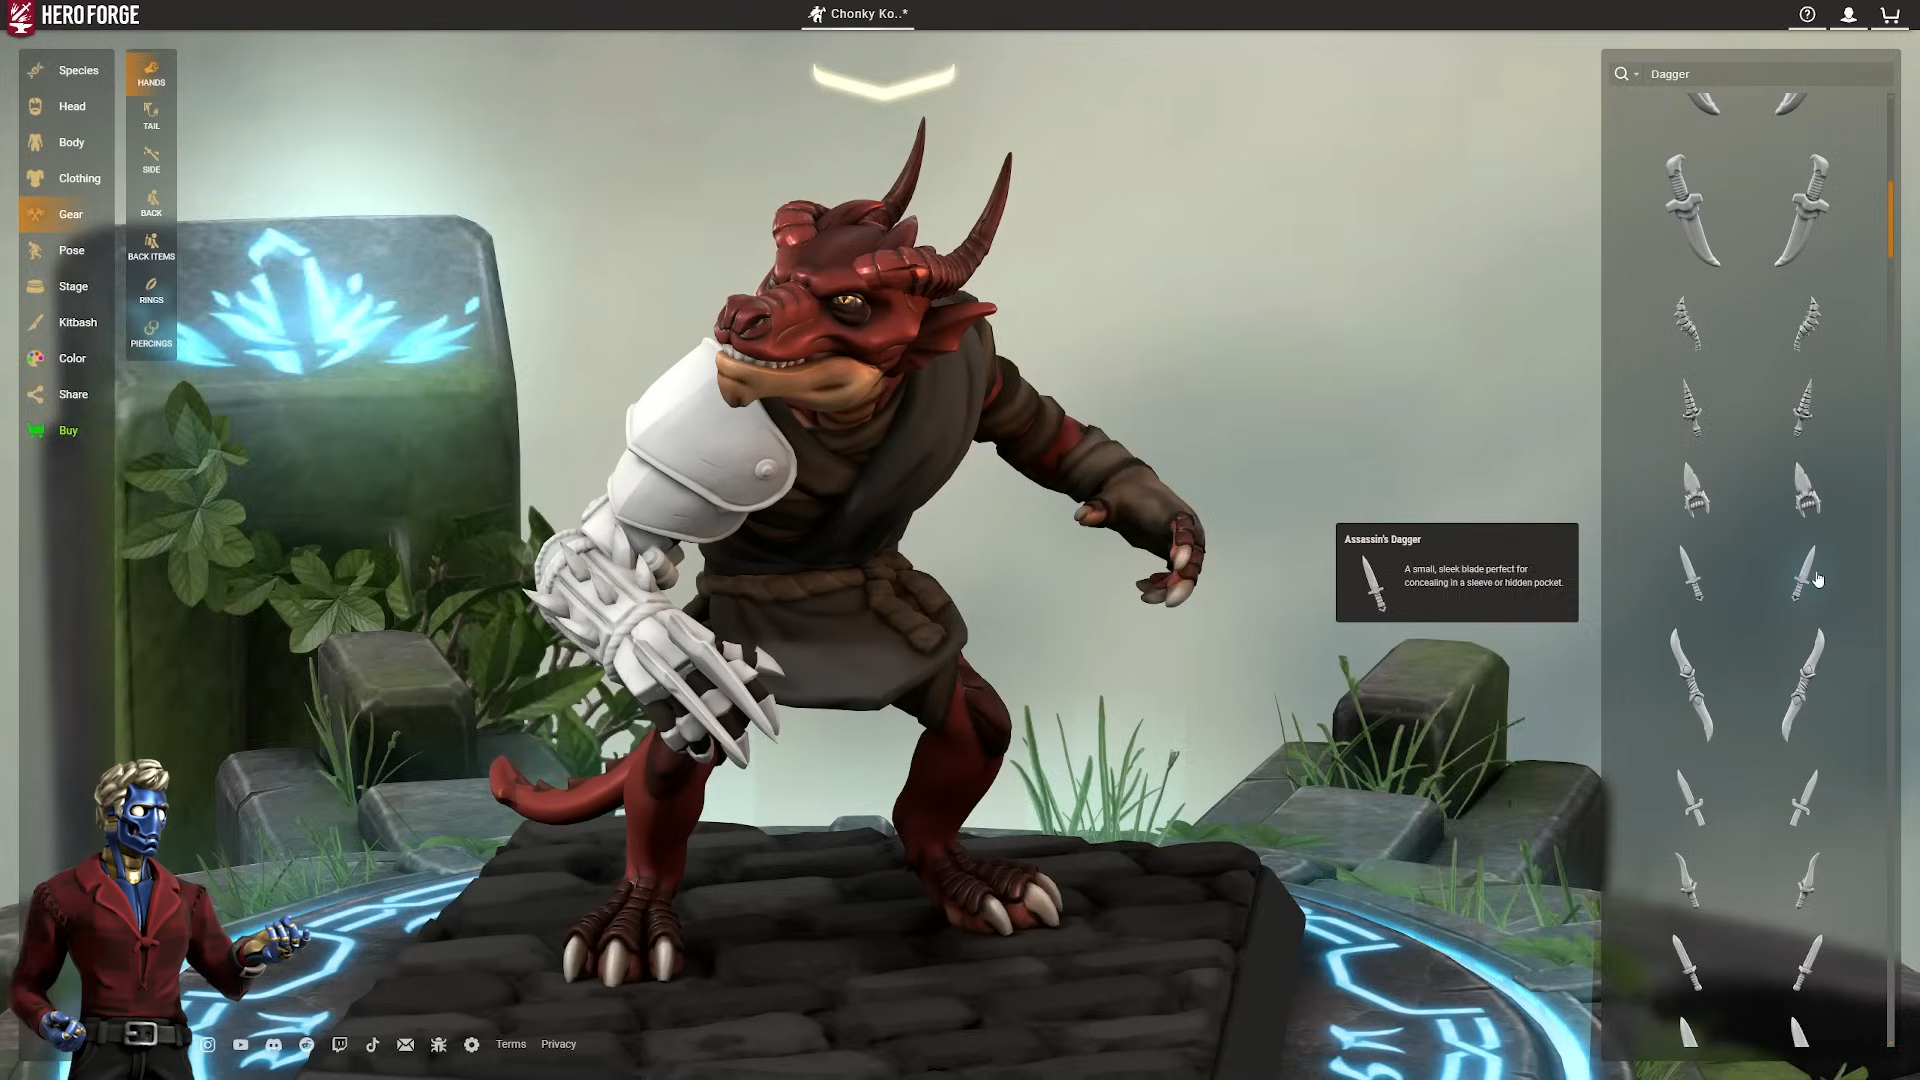 HERO FORGE
Chonky Ko..*
Species
Head
Body
Clothing
Gear
Pose
Stage
Kitbash
Color
Share
Buy
HANDS
TAIL
SIDE
BACK
BACK ITEMS
RINGS
PIERCINGS
Dagger
Assassin's Dagger
A small, sleek blade perfect for
concealing in a sleeve or hidden pocket.
Terms
Privacy